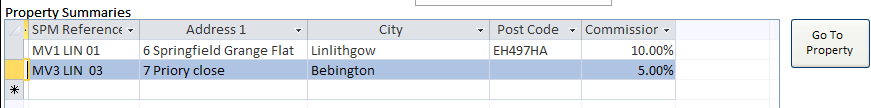 Property Summaries
SPM Reference Address 1 City Post Code Commission
MV1 LIN 01 6 Springfield Grange Flat Linlithgow EH497HA 10.00%
MV3 LIN 03 7 Priory close Bebington 5.00%
Go To
Property